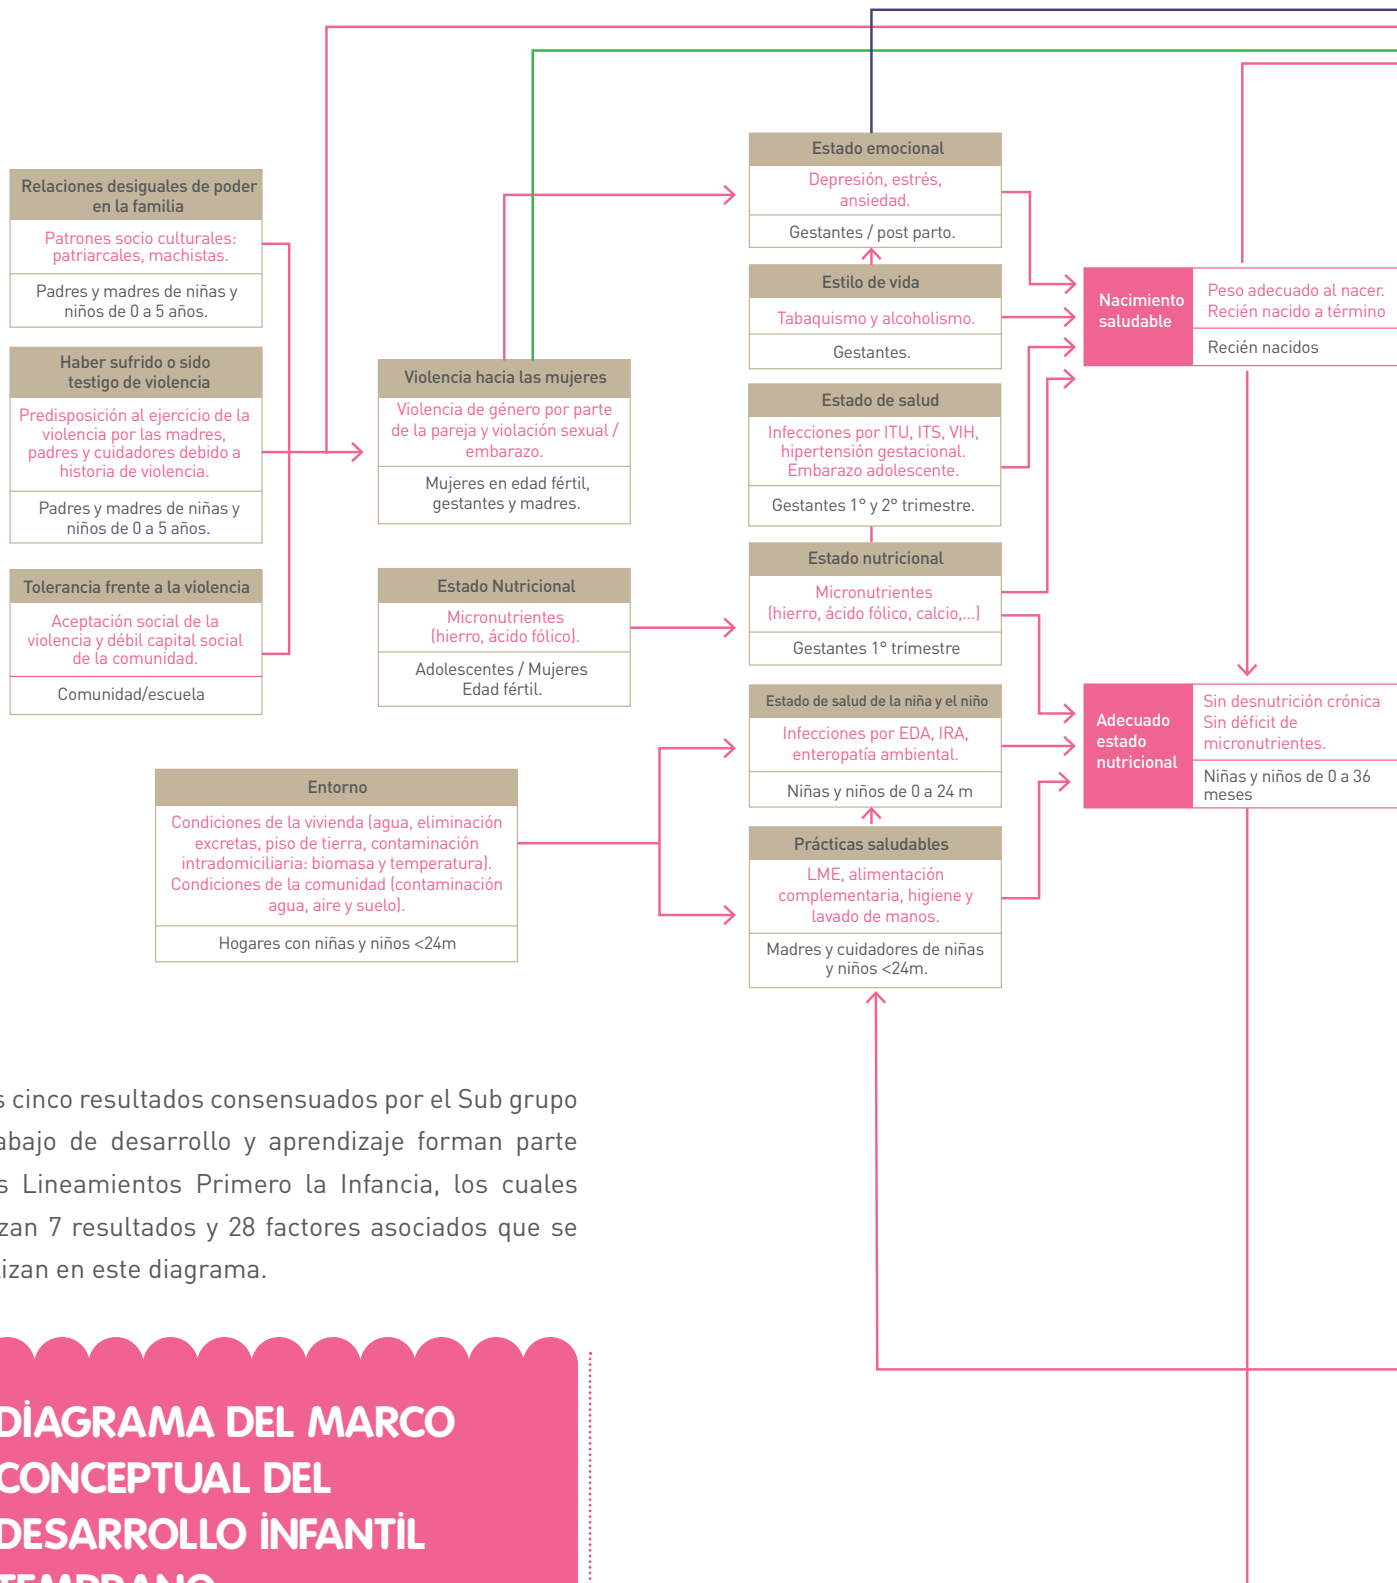 Estado emocional
Depresión, estrés,
ansiedad.
Gestantes / post parto.
Relaciones desiguales de poder
en la familia
Patrones socio culturales:
patriarcales, machistas.
Padres y madres de niñas y
niños de 0 a 5 años.
Estilo de vida
Tabaquismo y alcoholismo.
Gestantes.
Nacimiento
saludable
Peso adecuado al nacer.
Recién nacido a término
Recién nacidos
Haber sufrido o sido
testigo de violencia
Predisposición al ejercicio de la
violencia por las madres,
padres y cuidadores debido a
historia de violencia.
Padres y madres de niñas y
niños de 0 a 5 años.
Violencia hacia las mujeres
Violencia de género por parte
de la pareja y violación sexual /
embarazo.
Mujeres en edad fértil,
gestantes y madres.
Estado de salud
Infecciones por ITU, ITS, VIH,
hipertensión gestacional.
Embarazo adolescente.
Gestantes 1° y 2° trimestre.
Tolerancia frente a la violencia
Aceptación social de la
violencia y débil capital social
de la comunidad.
Comunidad/escuela
Estado Nutricional
Micronutrientes
(hierro, ácido fólico).
Adolescentes / Mujeres
Edad fértil.
Estado nutricional
Micronutrientes
(hierro, ácido fólico, calcio,...)
Gestantes 1° trimestre
Estado de salud de la niña y el niño
Infecciones por EDA, IRA,
enteropatía ambiental.
Niñas y niños de 0 a 24 m
Adecuado
estado
nutricional
Sin desnutrición crónica
Sin déficit de
micronutrientes.
Niñas y niños de 0 a 36
meses
Entorno
Condiciones de la vivienda (agua, eliminación
excretas, piso de tierra, contaminación
intradomiciliaria: biomasa y temperatura).
Condiciones de la comunidad (contaminación
agua, aire y suelo).
Hogares con niñas y niños <24m
Prácticas saludables
LME, alimentación
complementaria, higiene y
lavado de manos.
Madres y cuidadores de niñas
y niños <24m.
s cinco resultados consensuados por el Sub grupo
abajo de desarrollo y aprendizaje forman parte
s Lineamientos Primero la Infancia, los cuales
izan 7 resultados y 28 factores asociados que se
lizan en este diagrama.
DIAGRAMA DEL MARCO
CONCEPTUAL DEL
DESARROLLO INFANTIL
TEMPRANO